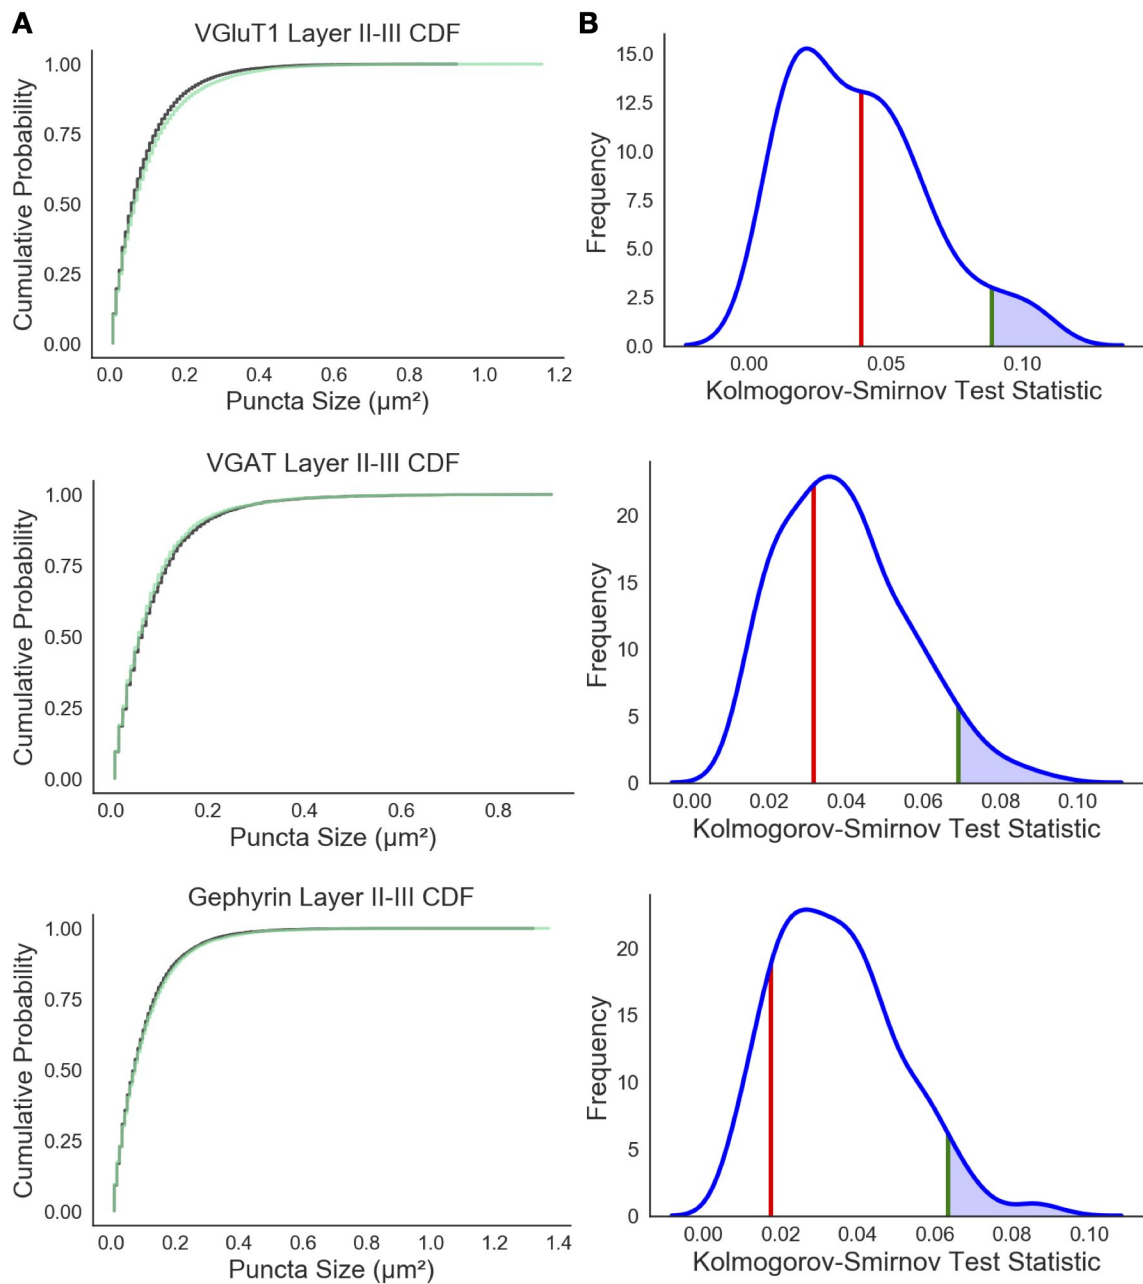 A
VGluT1 Layer II-III CDF
Cumulative Probability
1.00
0.75
0.50
0.25
0.00
0.0 0.2 0.4 0.6 0.8 1.0 1.2
Puncta Size (µm²)
B
Frequency
15.0
12.5
10.0
7.5
5.0
2.5
0.0
0.00 0.05 0.10
Kolmogorov-Smirnov Test Statistic
VGAT Layer II-III CDF
Cumulative Probability
1.00
0.75
0.50
0.25
0.00
0.0 0.2 0.4 0.6 0.8
Puncta Size (µm²)
Frequency
20
15
10
5
0
0.00 0.02 0.04 0.06 0.08 0.10
Kolmogorov-Smirnov Test Statistic
Gephyrin Layer II-III CDF
Cumulative Probability
1.00
0.75
0.50
0.25
0.00
0.0 0.2 0.4 0.6 0.8 1.0 1.2 1.4
Puncta Size (µm²)
Frequency
20
15
10
5
0
0.00 0.02 0.04 0.06 0.08 0.10
Kolmogorov-Smirnov Test Statistic